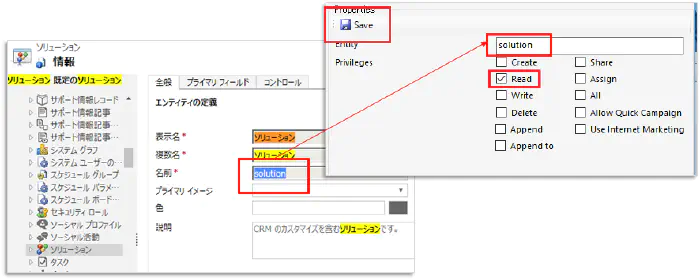 ソリューション
情報
ソリューション 既定のソリューション
サポート情報レコード
サポート情報記事
サポート情報記事...
サポート情報記事...
システム グラフ
システム ユーザーの...
スケジュール グループ
スケジュール パラメ...
スケジュール ボード...
セキュリティ ロール
ソーシャル プロファイル
ソーシャル活動
ソリューション
タスク
全般
プライマリ フィールド
コントロール
エンティティの定義
表示名 *
ソリューション
複数名 *
ソリューション
名前 *
solution
プライマリ イメージ
色
説明
CRM のカスタマイズを含むソリューションです。
Properties
Save
Entity
solution
Privileges
Create
Share
Read
Assign
Write
All
Delete
Allow Quick Campaign
Append
Use Internet Marketing
Append to